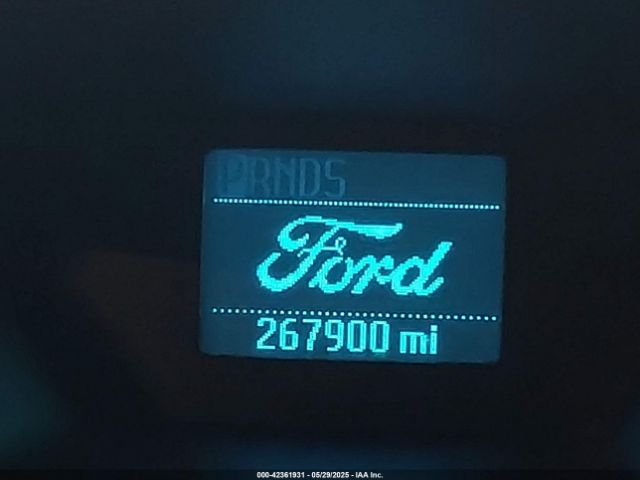 PRNDS
Ford
267900 mi
000-42361931 - 05/29/2025 - IAA Inc.